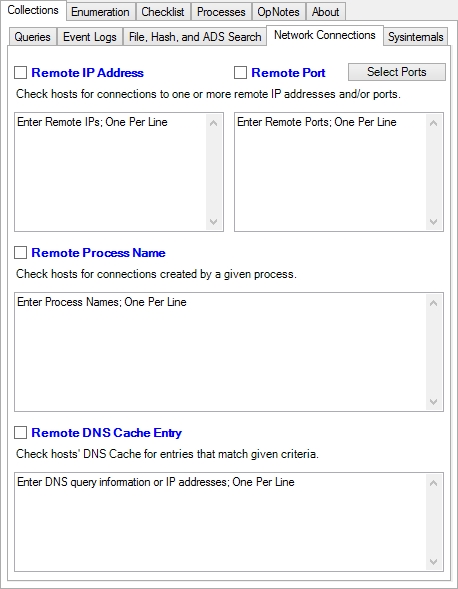 Collections Enumeration Checklist Processes OpNotes About
Queries Event Logs File, Hash, and ADS Search Network Connections Sysinternals
Remote IP Address Remote Port Select Ports
Check hosts for connections to one or more remote IP addresses and/or ports.
Enter Remote IPs; One Per Line Enter Remote Ports; One Per Line
Remote Process Name
Check hosts for connections created by a given process.
Enter Process Names; One Per Line
Remote DNS Cache Entry
Check hosts' DNS Cache for entries that match given criteria.
Enter DNS query information or IP addresses; One Per Line